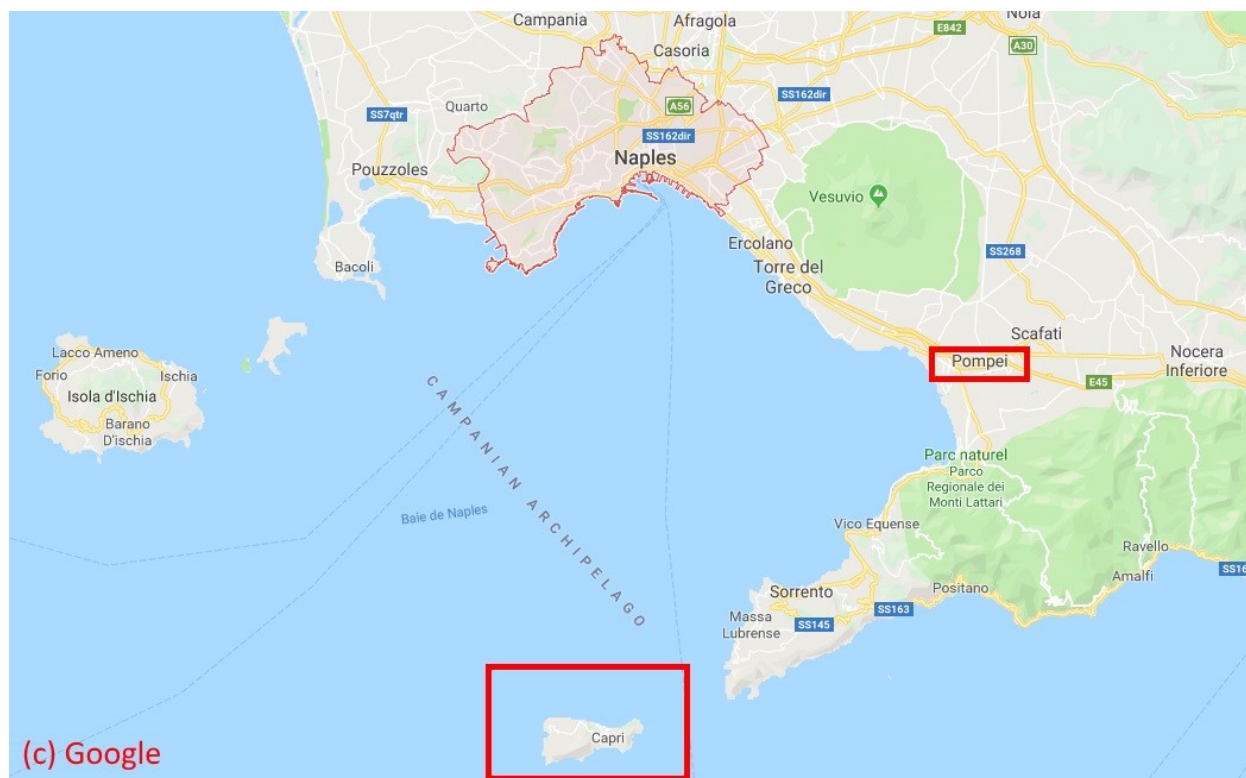 Campania
Afragola
Nola
E842
A30
Casoria
Quarto
A56
SS162dir
SS7qtr
SS162dir
Naples
Pouzzoles
Vesuvio
Ercolano
SS268
Bacoli
Torre del
Greco
Scafati
Lacco Ameno
Pompei
Nocera
Inferiore
Forio
Ischia
E45
Isola d'Ischia
Barano
D'ischia
CAMPANIAN ARCHIPELAGO
Parc naturel
Parco
Regionale dei
Monti Lattari
Baie de Naples
Vico Equense
Ravello
SS16
Amalfi
Positano
Sorrento
SS163
Massa
Lubrense
SS145
Capri
(c) Google